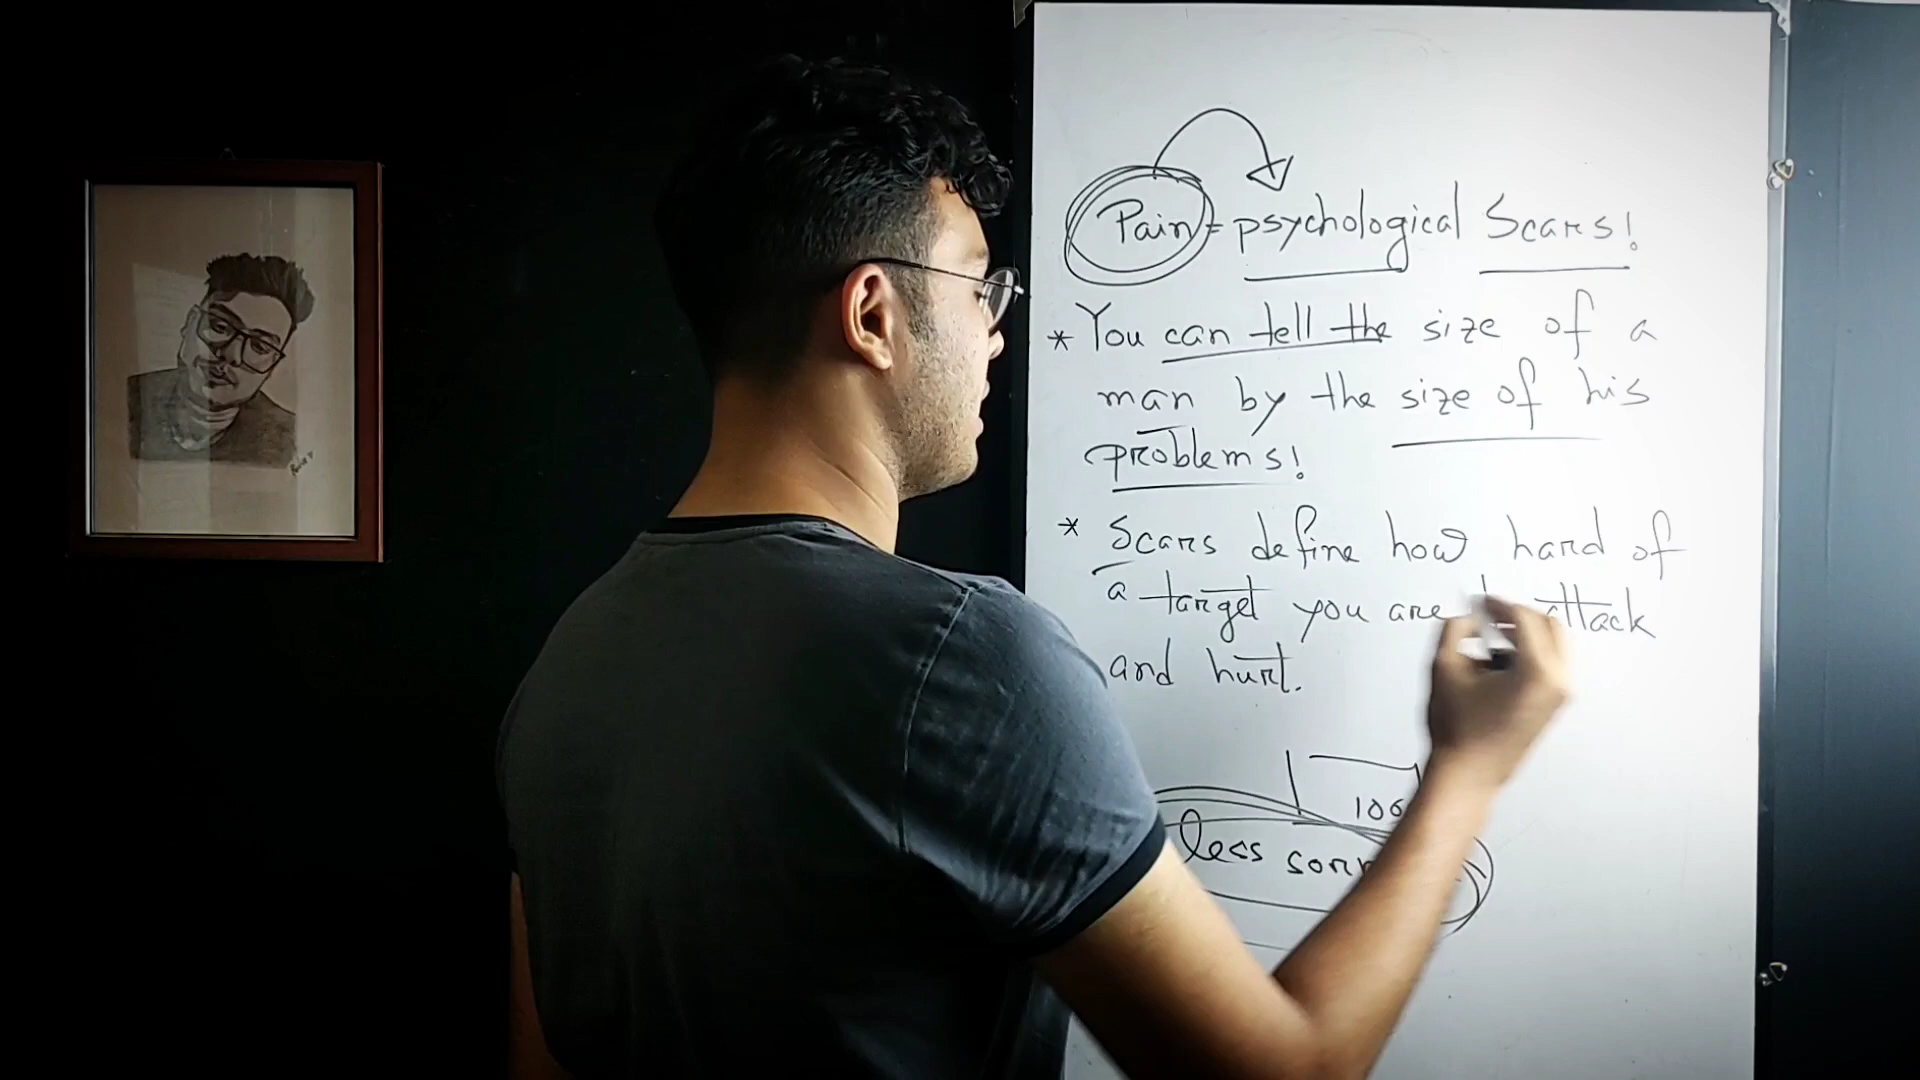 Pain = psychological Scars!
* You can tell the size of a
man by the size of his
problems!
* Scars define how hard of
a target you are attack
and hurt.
100
less